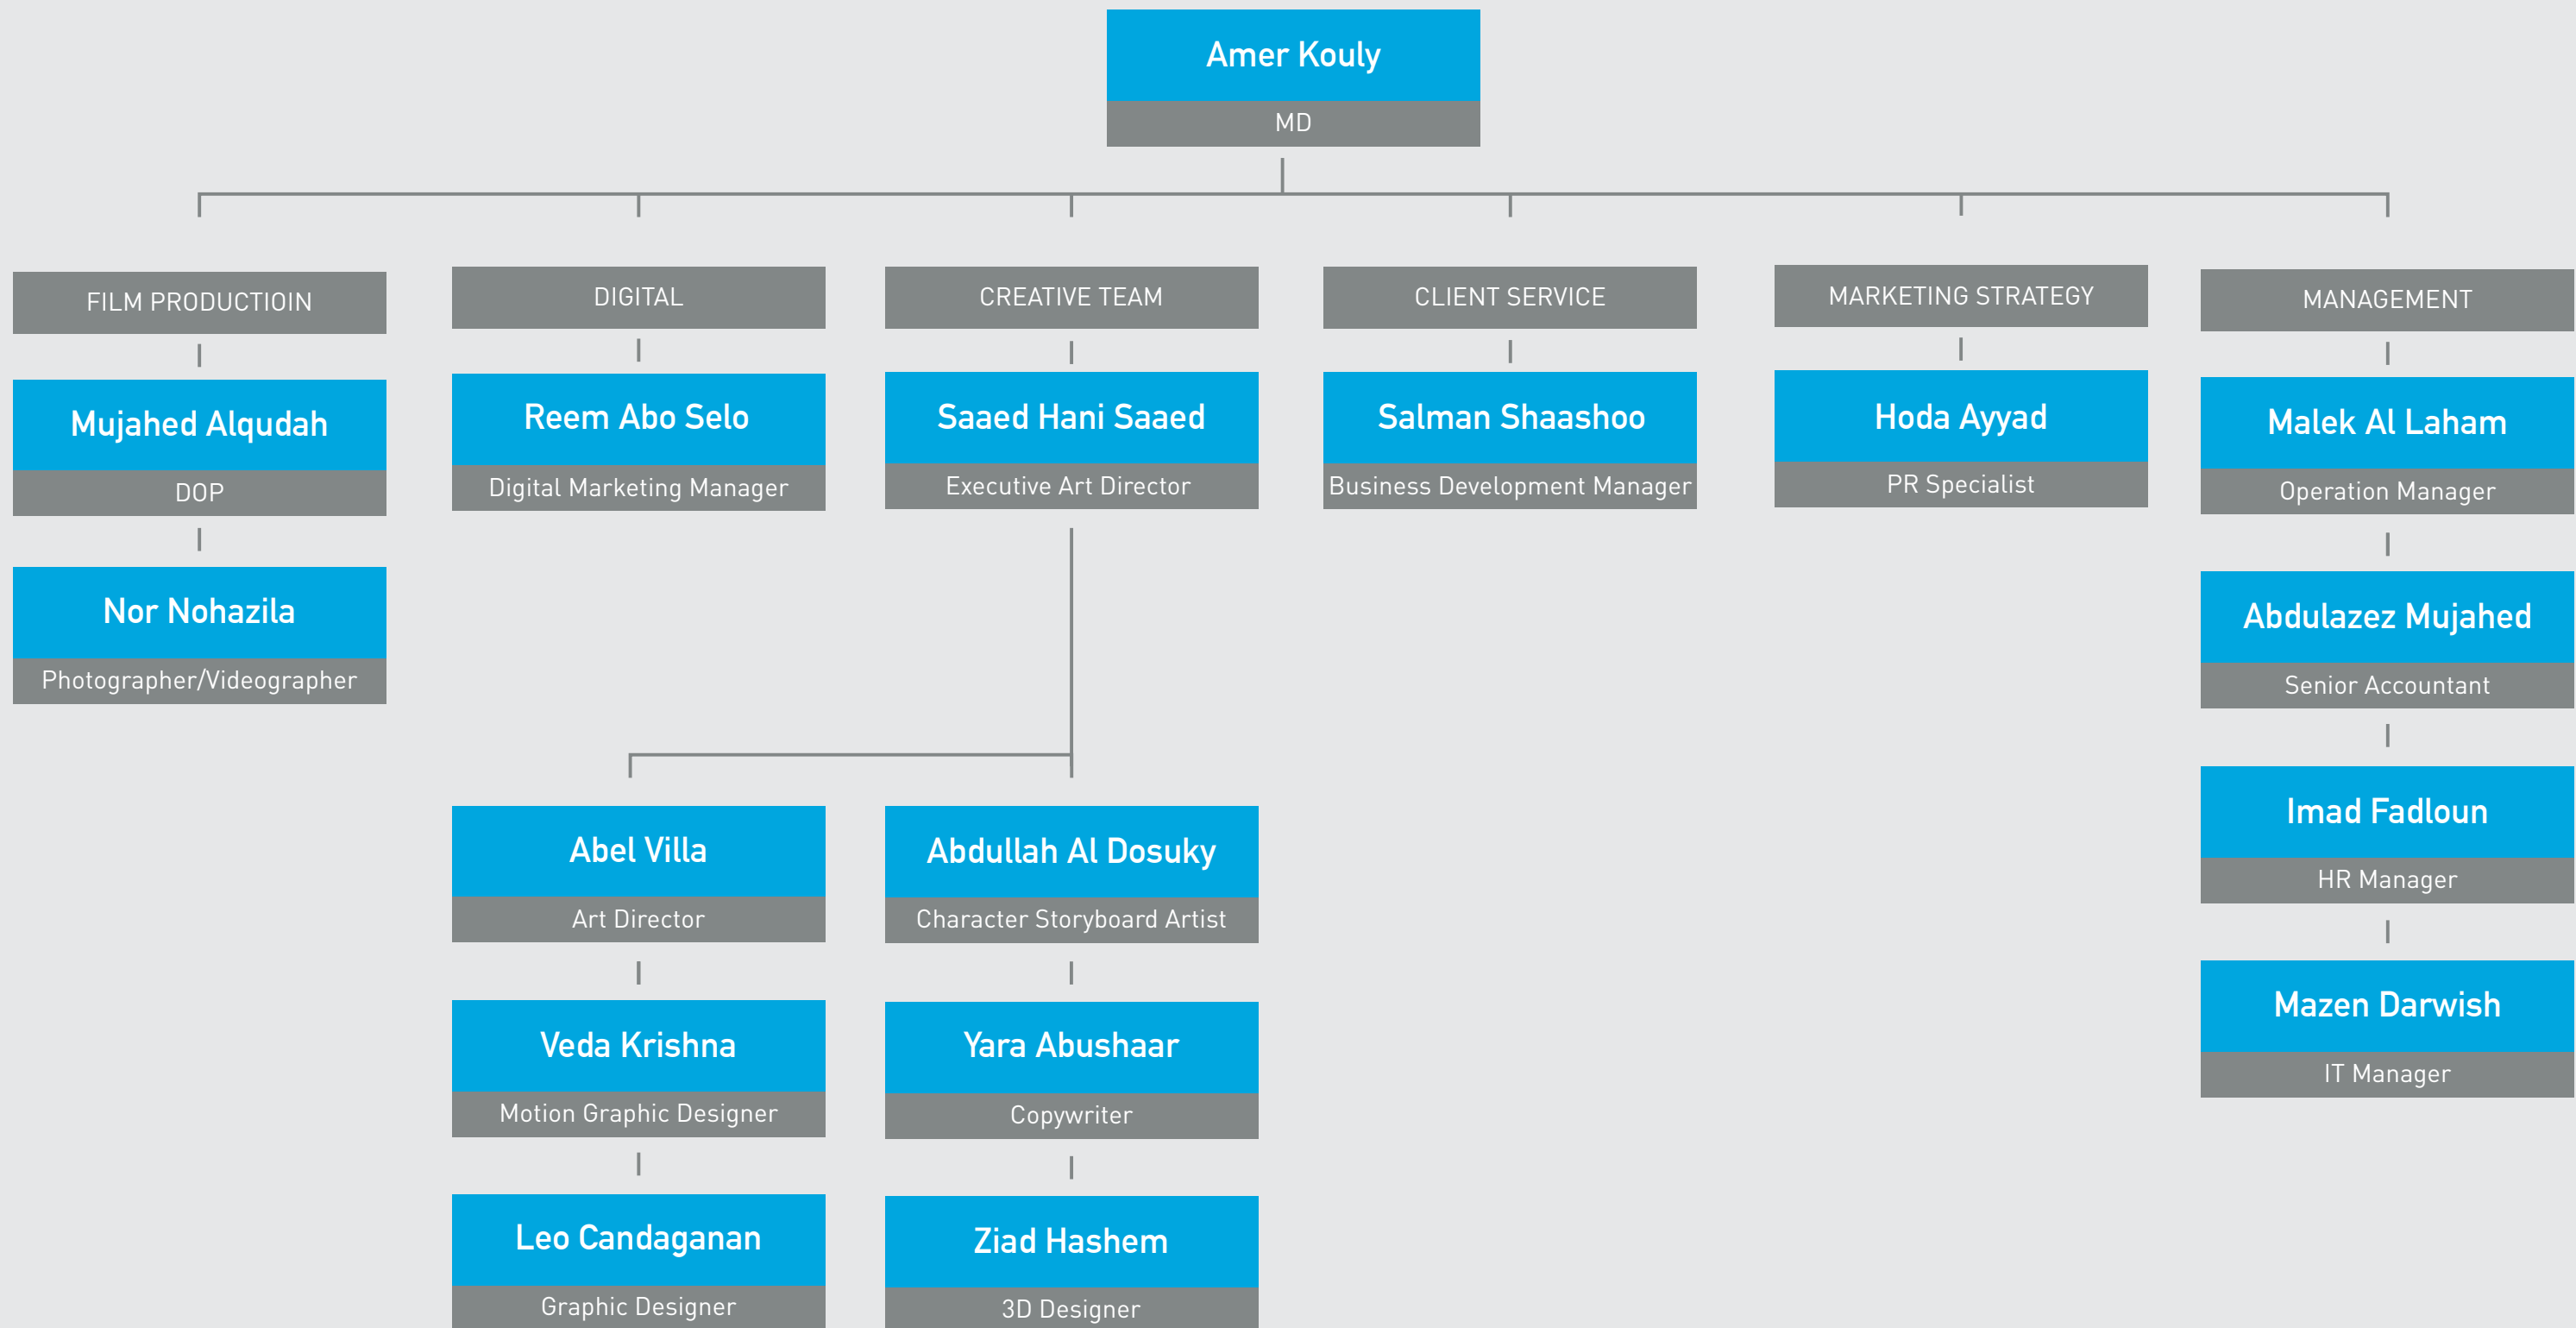 Amer Kouly
MD
FILM PRODUCTIOIN
DIGITAL
CREATIVE TEAM
CLIENT SERVICE
MARKETING STRATEGY
MANAGEMENT
Mujahed Alqudah
DOP
Reem Abo Selo
Digital Marketing Manager
Saaed Hani Saaed
Executive Art Director
Salman Shaashoo
Business Development Manager
Hoda Ayyad
PR Specialist
Malek Al Laham
Operation Manager
Nor Nohazila
Photographer/Videographer
Abdulazez Mujahed
Senior Accountant
Imad Fadloun
HR Manager
Abel Villa
Art Director
Abdullah Al Dosuky
Character Storyboard Artist
Mazen Darwish
IT Manager
Veda Krishna
Motion Graphic Designer
Yara Abushaar
Copywriter
Leo Candaganan
Graphic Designer
Ziad Hashem
3D Designer